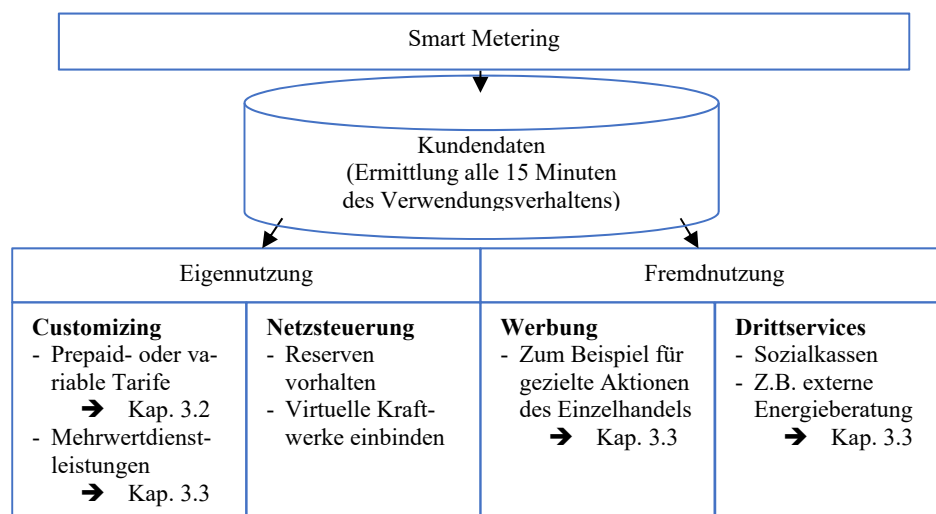 Smart Metering
Kundendaten
(Ermittlung alle 15 Minuten
des Verwendungsverhaltens)
Eigennutzung
Fremdnutzung
Customizing
- Prepaid- oder va-
riable Tarife
➔ Kap. 3.2
- Mehrwertdienst-
leistungen
➔ Kap. 3.3
Netzsteuerung
- Reserven
vorhalten
- Virtuelle Kraft-
werke einbinden
Werbung
- Zum Beispiel für
gezielte Aktionen
des Einzelhandels
➔ Kap. 3.3
Drittservices
- Sozialkassen
- Z.B. externe
Energieberatung
➔ Kap. 3.3